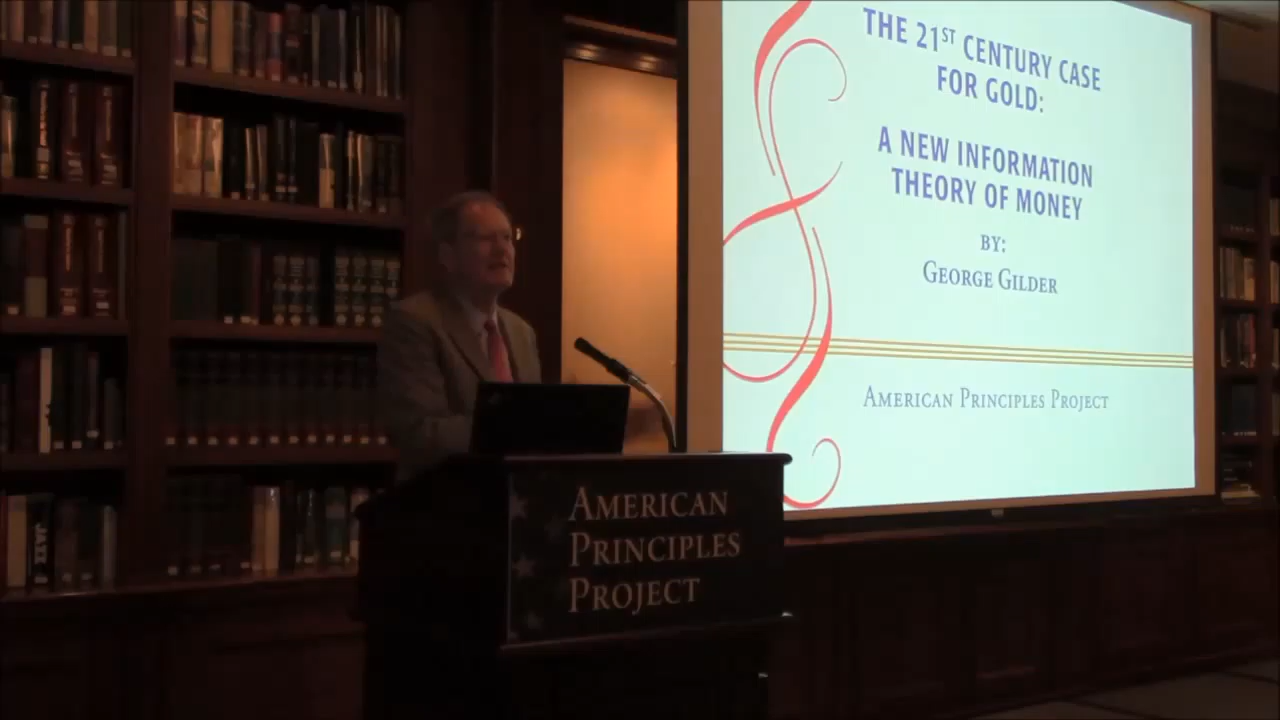 THE 21ST CENTURY CASE
FOR GOLD:
A NEW INFORMATION
THEORY OF MONEY
BY:
GEORGE GILDER
AMERICAN PRINCIPLES PROJECT
AMERICAN
PRINCIPLES
PROJECT
JAZZ